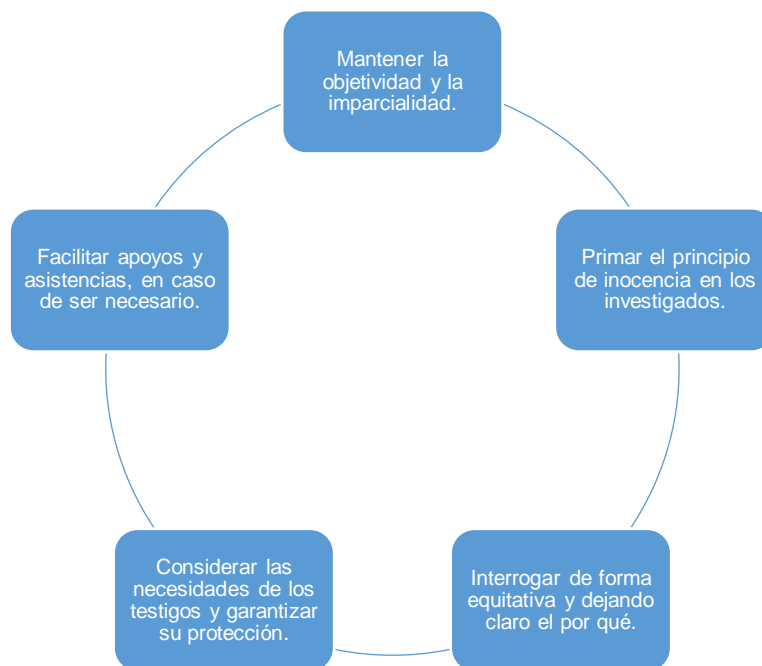 Mantener la
objetividad y la
imparcialidad.
Facilitar apoyos y
asistencias, en caso
de ser necesario.
Primar el principio
de inocencia en los
investigados.
Considerar las
necesidades de los
testigos y garantizar
su protección.
Interrogar de forma
equitativa y dejando
claro el por qué.